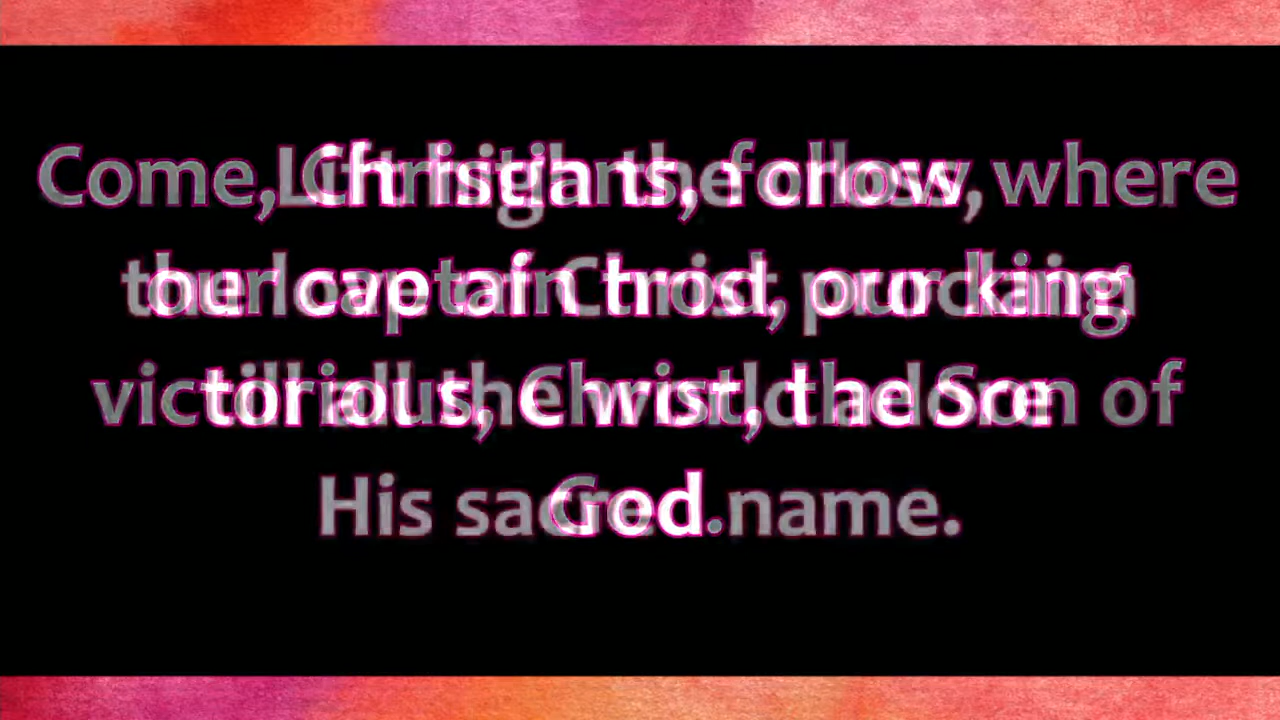 Lift high the cross,
the love of Christ proclaim
till all the world adore
His sacred name.
Come, Christians, follow, where
our captain trod, our king
victorious, Christ, the Son of
God.